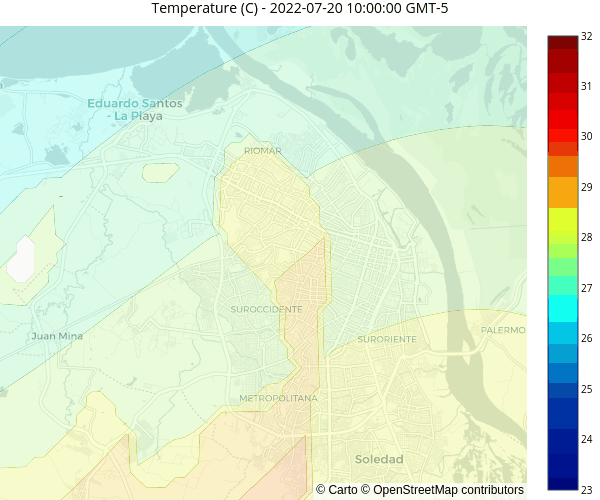 Temperature (C) - 2022-07-20 10:00:00 GMT-5
32
31
30
29
28
27
26
25
24
23
Eduardo Santos
- La Playa
RIOMAR
SUROCCIDENTE
Juan Mina
PALERMO
SURORIENTE
METROPOLITANA
Soledad
© Carto © OpenStreetMap contributors